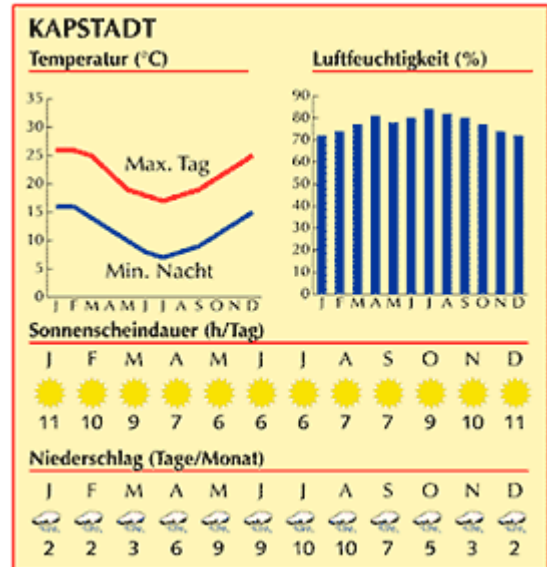 KAPSTADT
Temperatur (°C)
35
30
25
20
15
10
5
0
Max. Tag
Min. Nacht
J F M A M J J A S O N D
Luftfeuchtigkeit (%)
90
80
70
60
50
40
30
20
10
0
J F M A M J J A S O N D
Sonnenscheindauer (h/Tag)
J F M A M J J A S O N D
11 10 9 7 6 6 6 7 7 9 10 11
Niederschlag (Tage/Monat)
J F M A M J J A S O N D
2 2 3 6 9 9 10 10 7 5 3 2